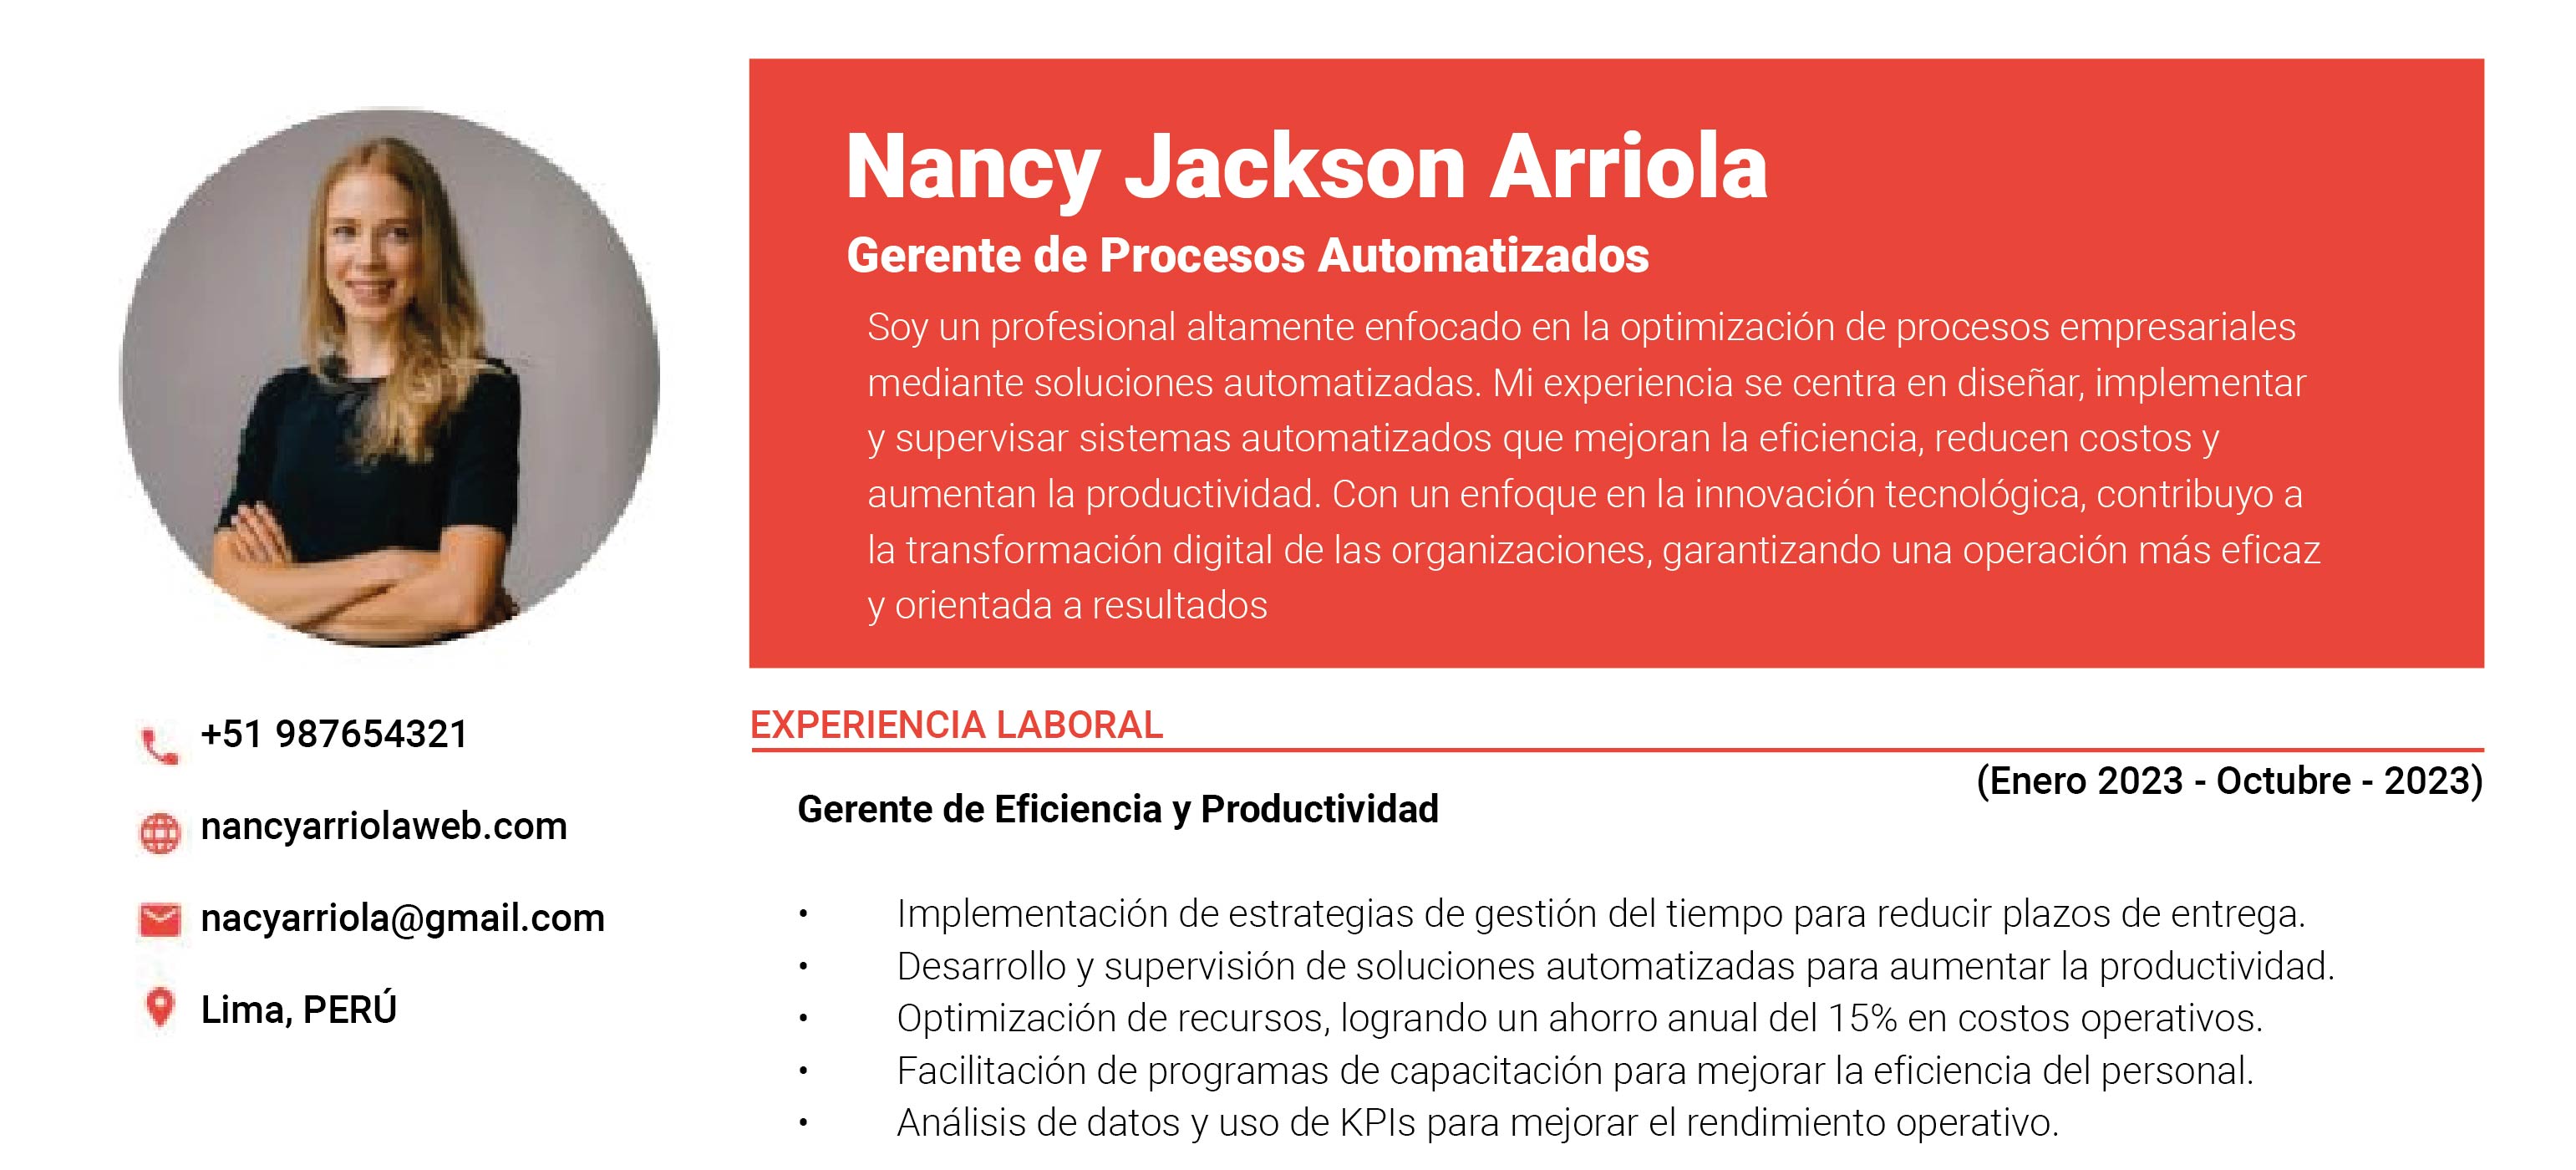 Nancy Jackson Arriola
Gerente de Procesos Automatizados
Soy un profesional altamente enfocado en la optimización de procesos empresariales
mediante soluciones automatizadas. Mi experiencia se centra en diseñar, implementar
y supervisar sistemas automatizados que mejoran la eficiencia, reducen costos y
aumentan la productividad. Con un enfoque en la innovación tecnológica, contribuyo a
la transformación digital de las organizaciones, garantizando una operación más eficaz
y orientada a resultados
+51 987654321
nancyarriolaweb.com
nacyarriola@gmail.com
Lima, PERÚ
EXPERIENCIA LABORAL
(Enero 2023 - Octubre - 2023)
Gerente de Eficiencia y Productividad
• Implementación de estrategias de gestión del tiempo para reducir plazos de entrega.
• Desarrollo y supervisión de soluciones automatizadas para aumentar la productividad.
• Optimización de recursos, logrando un ahorro anual del 15% en costos operativos.
• Facilitación de programas de capacitación para mejorar la eficiencia del personal.
• Análisis de datos y uso de KPIs para mejorar el rendimiento operativo.